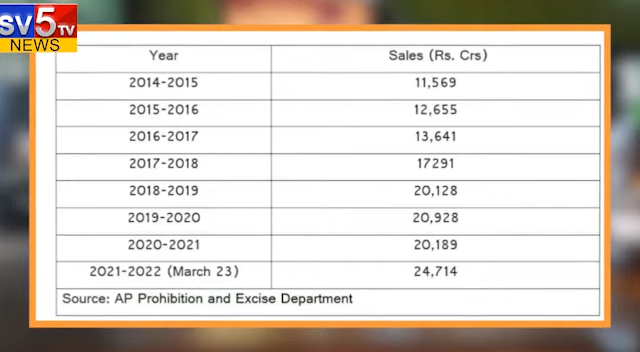 SV5TV
NEWS
Year Sales (Rs. Crs)
2014-2015 11,569
2015-2016 12,655
2016-2017 13,641
2017-2018 17291
2018-2019 20,128
2019-2020 20,928
2020-2021 20,189
2021-2022 (March 23) 24,714
Source: AP Prohibition and Excise Department